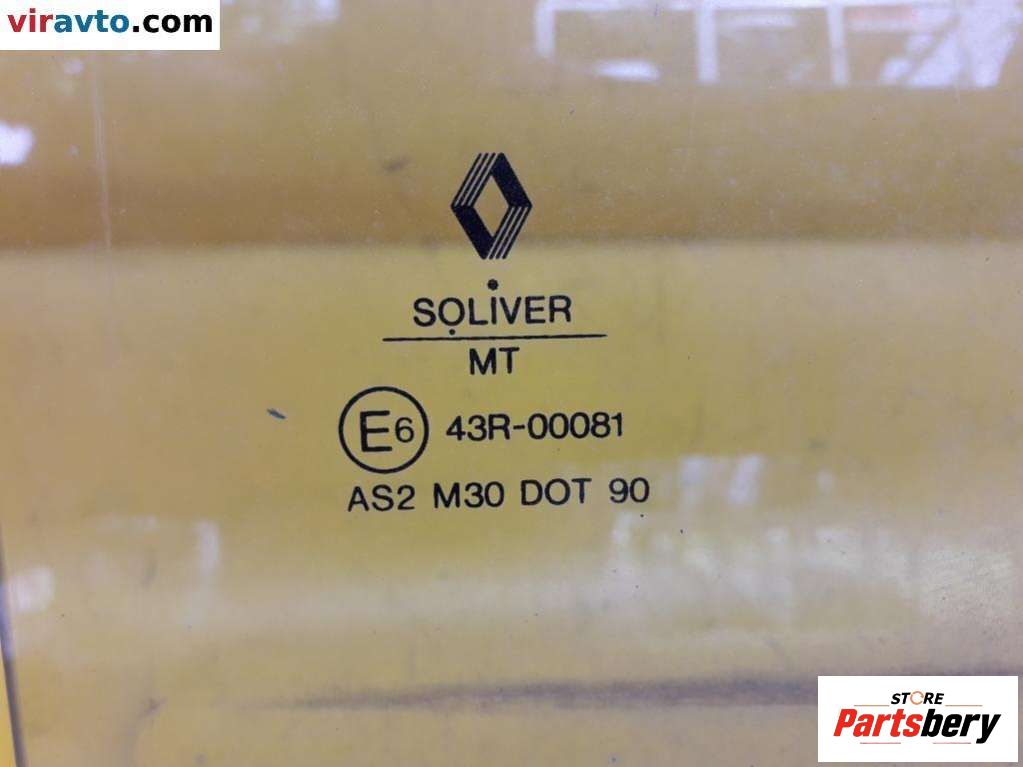 viravto.com
SOLIVER
MT
E6 43R-00081
AS2 M30 DOT 90
STORE
Partsbery